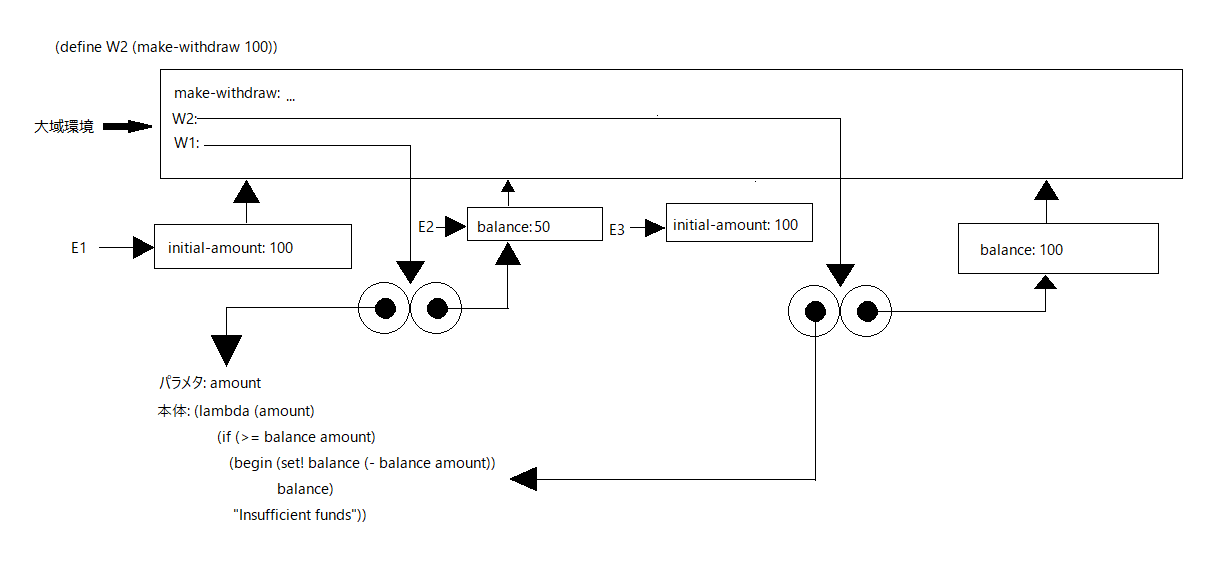 (define W2 (make-withdraw 100))
make-withdraw: ...
大域環境
W2:
W1:
E1
initial-amount: 100
E2
balance:50
E3
initial-amount: 100
balance: 100
パラメタ: amount
本体: (lambda (amount)
(if (>= balance amount)
(begin (set! balance (- balance amount))
balance)
"Insufficient funds"))